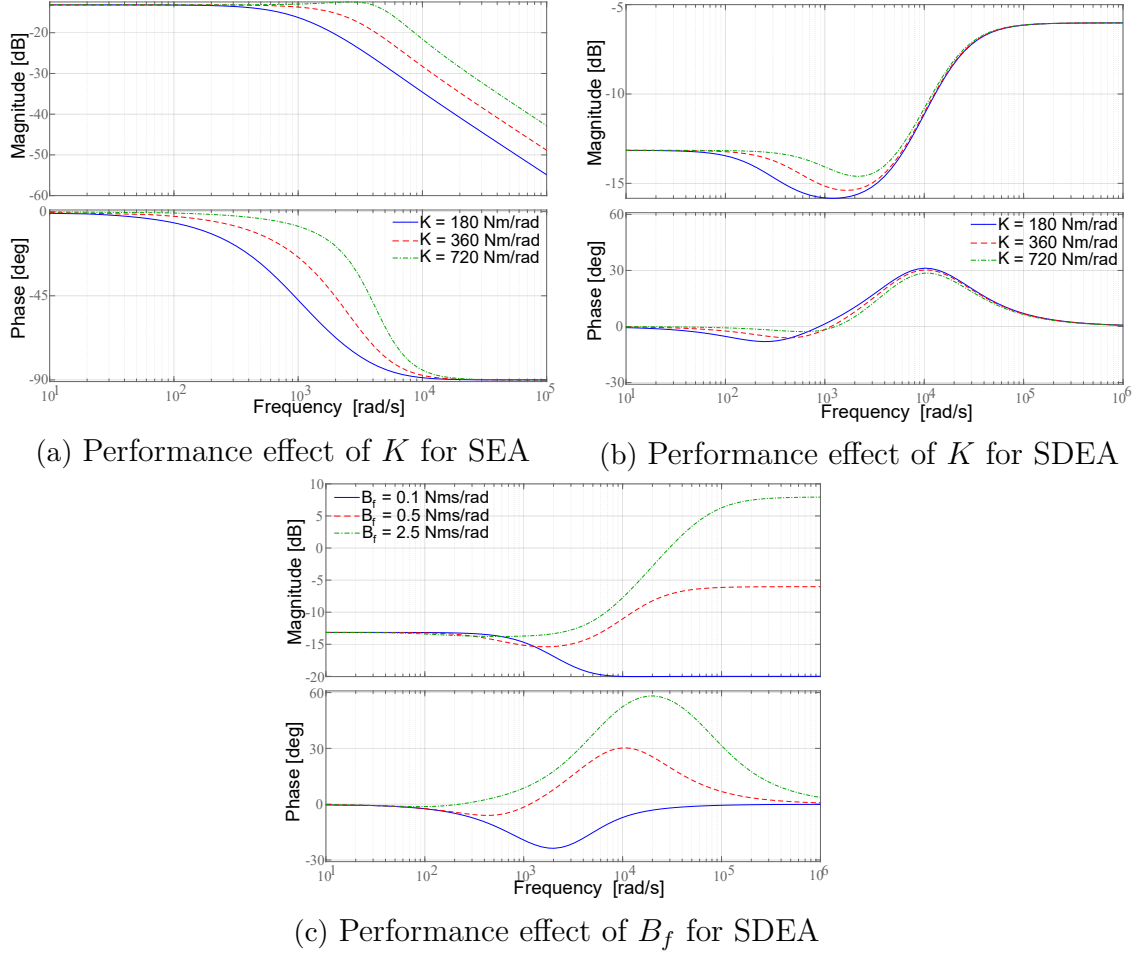 Magnitude [dB]
-20
-30
-40
-50
-60
Phase [deg]
0
-45
-90
K = 180 Nm/rad
K = 360 Nm/rad
K = 720 Nm/rad
10^1 10^2 10^3 10^4 10^5
Frequency [rad/s]
(a) Performance effect of K for SEA
Magnitude [dB]
-5
-10
-15
Phase [deg]
60
30
0
-30
K = 180 Nm/rad
K = 360 Nm/rad
K = 720 Nm/rad
10^1 10^2 10^3 10^4 10^5 10^6
Frequency [rad/s]
(b) Performance effect of K for SDEA
Magnitude [dB]
10
5
0
-5
-10
-15
-20
B_f = 0.1 Nms/rad
B_f = 0.5 Nms/rad
B_f = 2.5 Nms/rad
Phase [deg]
60
30
0
-30
10^1 10^2 10^3 10^4 10^5 10^6
Frequency [rad/s]
(c) Performance effect of B_f for SDEA